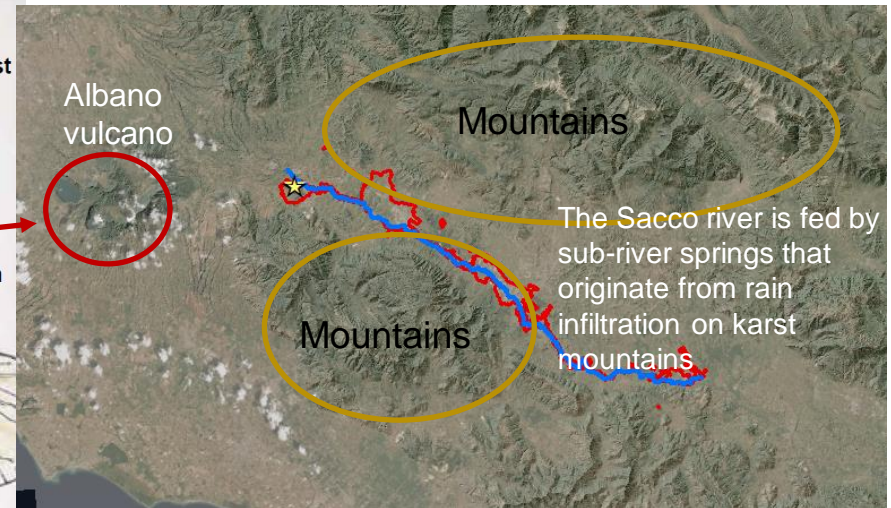 st
Albano
vulcano
Mountains
The Sacco river is fed by
sub-river springs that
originate from rain
infiltration on karst
mountains
Mountains